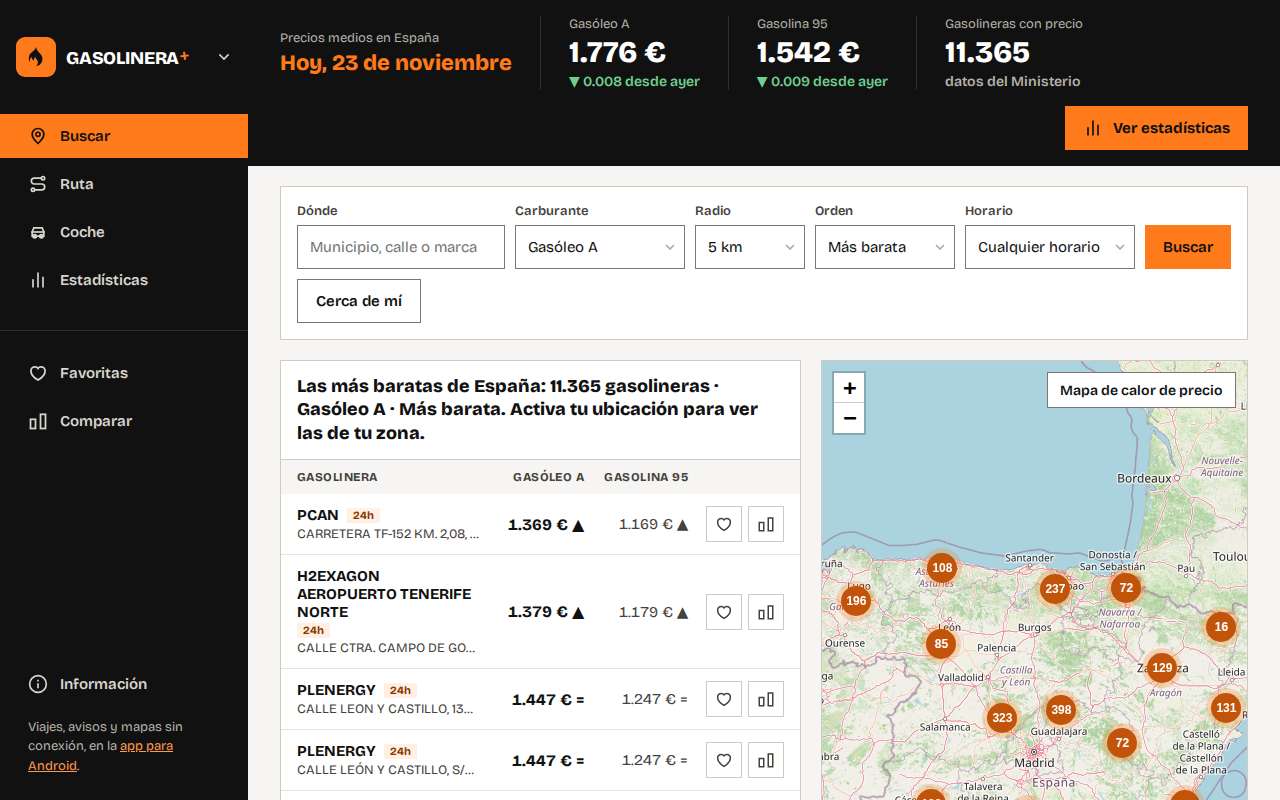 GASOLINERA+
Buscar
Ruta
Coche
Estadísticas
Favoritas
Comparar
Información
Viajes, avisos y mapas sin
conexión, en la app para
Android.
Precios medios en España
Hoy, 23 de noviembre
Gasóleo A
1.776 €
▼ 0.008 desde ayer
Gasolina 95
1.542 €
▼ 0.009 desde ayer
Gasolineras con precio
11.365
datos del Ministerio
Ver estadísticas
Dónde
Municipio, calle o marca
Carburante
Gasóleo A
Radio
5 km
Orden
Más barata
Horario
Cualquier horario
Buscar
Cerca de mí
Las más baratas de España: 11.365 gasolineras ·
Gasóleo A · Más barata. Activa tu ubicación para ver
las de tu zona.
GASOLINERA GASÓLEO A GASOLINA 95
PCAN 24h
CARRETERA TF-152 KM. 2,08, ...
1.369 € ▲ 1.169 € ▲
H2EXAGON
AEROPUERTO TENERIFE
NORTE
24h
CALLE CTRA. CAMPO DE GO...
1.379 € ▲ 1.179 € ▲
PLENERGY 24h
CALLE LEON Y CASTILLO, 13...
1.447 € = 1.247 € =
PLENERGY 24h
CALLE LEÓN Y CASTILLO, S/...
1.447 € = 1.247 € =
+
−
Mapa de calor de precio
Nouvelle-
Aquitaine
Bordeaux
Santander
Donostia /
San Sebastián
Pau
Toulou
108
237
72
196
Navarra /
Nafarroa
16
León
Burgos
85
Ourense
Palencia
129
Lleida
Castilla
y León
Valladolid
Aragón
131
323
398
Salamanca
Guadalajara
72
Castelló
de la Plana /
Castellón
de la Plana
Madrid
España
Talavera
de la Reina